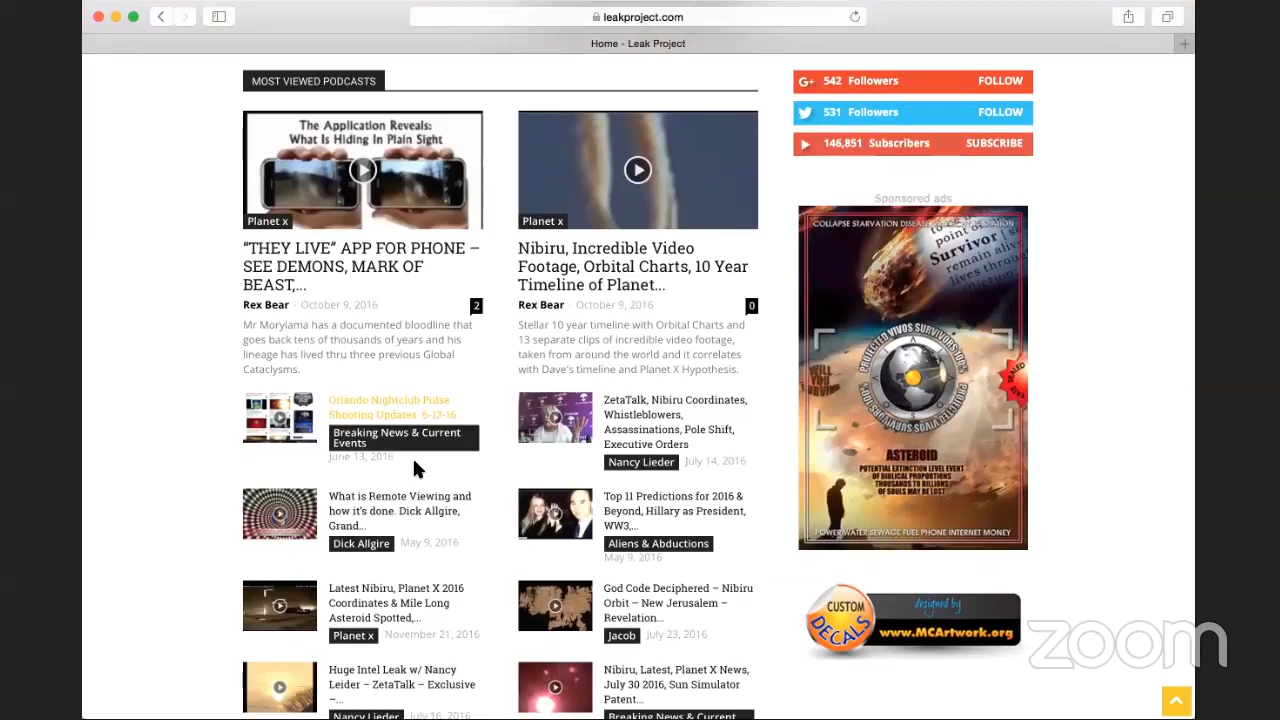 leakproject.com
Home - Leak Project
MOST VIEWED PODCASTS
The Application Reveals:
What Is Hiding In Plain Sight
Planet x
“THEY LIVE” APP FOR PHONE –
SEE DEMONS, MARK OF
BEAST,...
Rex Bear - October 9, 2016
2
Mr Moryiama has a documented bloodline that
goes back tens of thousands of years and his
lineage has lived thru three previous Global
Cataclysms.
Planet x
Nibiru, Incredible Video
Footage, Orbital Charts, 10 Year
Timeline of Planet...
Rex Bear - October 9, 2016
0
Stellar 10 year timeline with Orbital Charts and
13 separate clips of incredible video footage,
taken from around the world and it correlates
with Dave's timeline and Planet X Hypothesis.
Orlando Nightclub Pulse
Shooting Updates 6-13-16
Breaking News & Current
Events
June 13, 2016
ZetaTalk, Nibiru Coordinates,
Whistleblowers,
Assassinations, Pole Shift,
Executive Orders
Nancy Lieder July 14, 2016
What is Remote Viewing and
how it's done. Dick Allgire,
Grand...
Dick Allgire May 9, 2016
Top 11 Predictions for 2016 &
Beyond, Hillary as President,
WW3,...
Aliens & Abductions
May 9, 2016
Latest Nibiru, Planet X 2016
Coordinates & Mile Long
Asteroid Spotted,...
Planet x November 21, 2016
God Code Deciphered – Nibiru
Orbit – New Jerusalem –
Revelation...
Jacob July 23, 2016
Huge Intel Leak w/ Nancy
Leider – ZetaTalk – Exclusive
–...
Nancy Lieder July 16, 2016
Nibiru, Latest, Planet X News,
July 30 2016, Sun Simulator
Patent...
Breaking News & Current
G+ 542 Followers FOLLOW
531 Followers FOLLOW
146,851 Subscribers SUBSCRIBE
Sponsored ads
COLLAPSE STARVATION
Survivor
PROJECTED VIVOS SURVIVORS 100%
ASTEROID
POTENTIAL EXTINCTION LEVEL EVENT
OF BIBLICAL PROPORTIONS
THOUSANDS TO BILLIONS
OF SOULS MAY BE LOST
POWER WATER SEWAGE FUEL PHONE INTERNET MONEY
CUSTOM
DECALS
designed by
www.MCArtwork.org
zoom